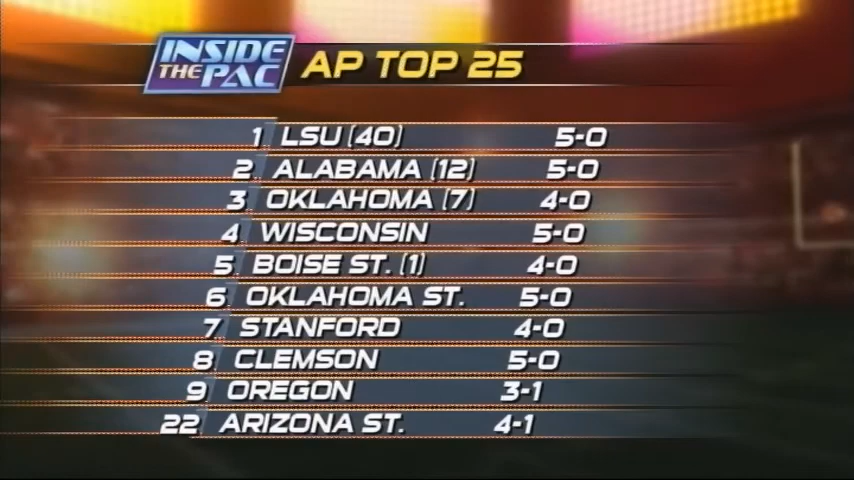 INSIDE THE PAC AP TOP 25
1 LSU (40) 5-0
2 ALABAMA (12) 5-0
3 OKLAHOMA (7) 4-0
4 WISCONSIN 5-0
5 BOISE ST. (1) 4-0
6 OKLAHOMA ST. 5-0
7 STANFORD 4-0
8 CLEMSON 5-0
9 OREGON 3-1
22 ARIZONA ST. 4-1